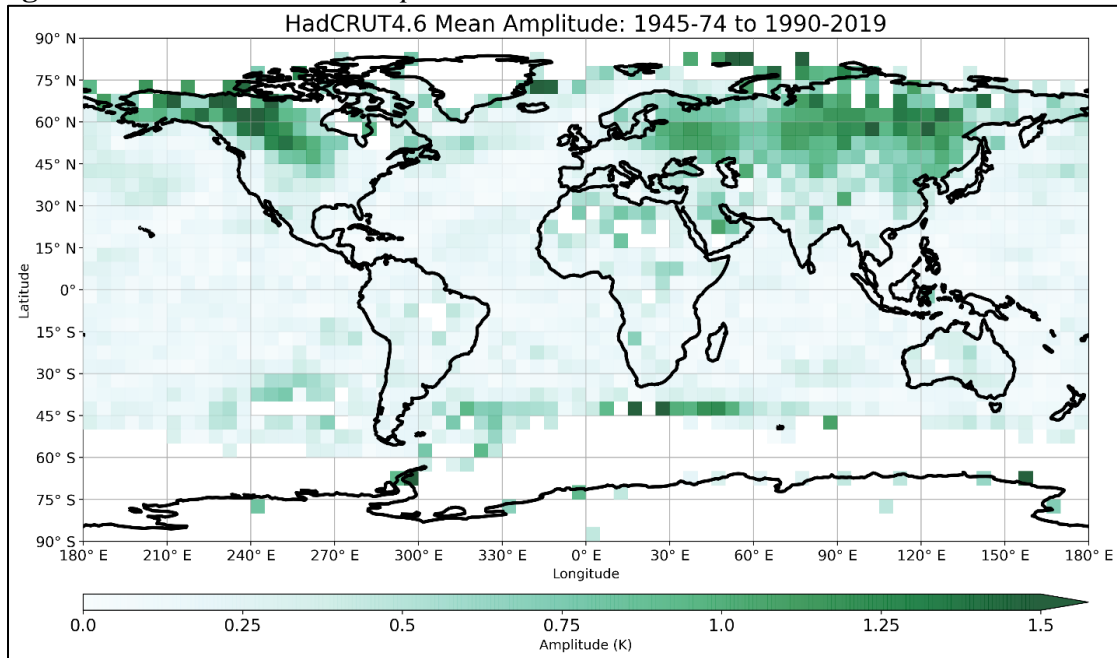 HadCRUT4.6 Mean Amplitude: 1945-74 to 1990-2019
90° N
75° N
60° N
45° N
30° N
15° N
0°
15° S
30° S
45° S
60° S
75° S
90° S
Latitude
180° E 210° E 240° E 270° E 300° E 330° E 0° E 30° E 60° E 90° E 120° E 150° E 180° E
Longitude
0.0 0.25 0.5 0.75 1.0 1.25 1.5
Amplitude (K)